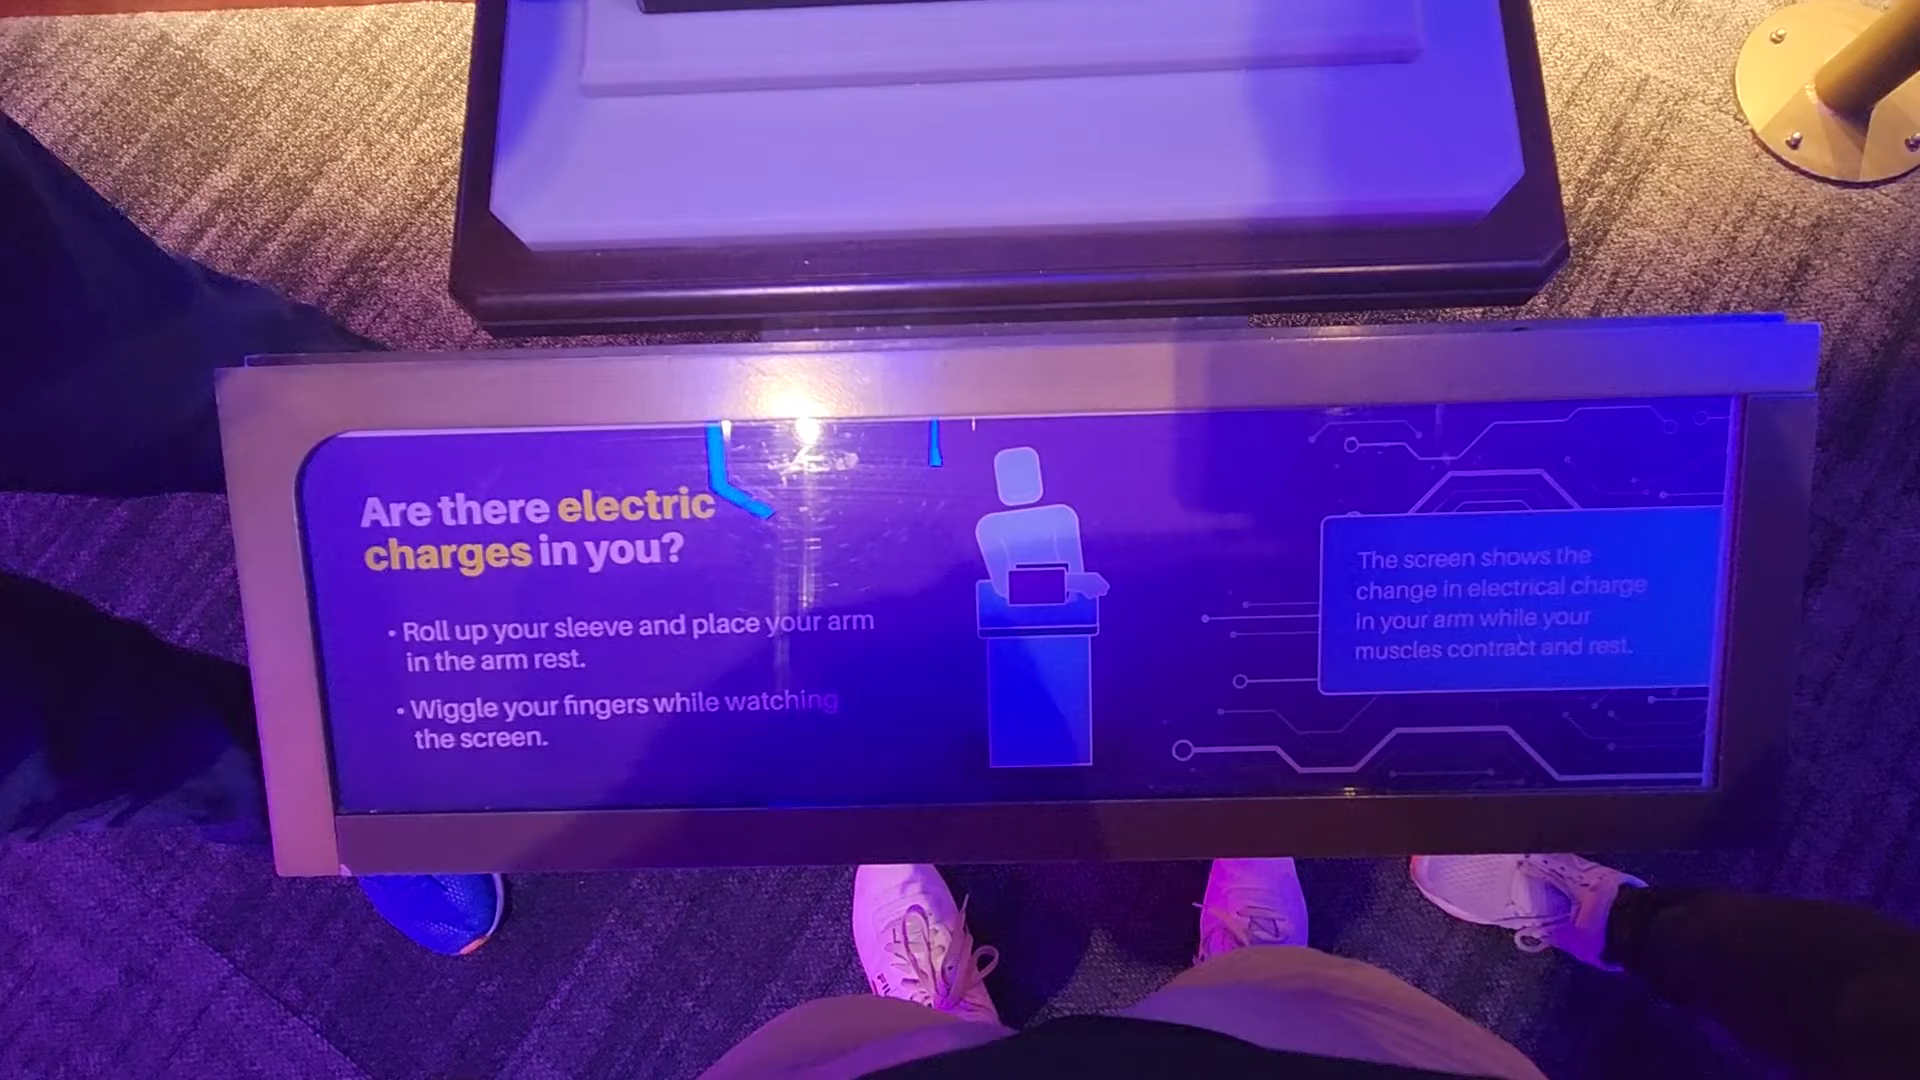 Are there electric
charges in you?
• Roll up your sleeve and place your arm
in the arm rest.
• Wiggle your fingers while watching
the screen.
The screen shows the
change in electrical charge
in your arm while your
muscles contract and rest.